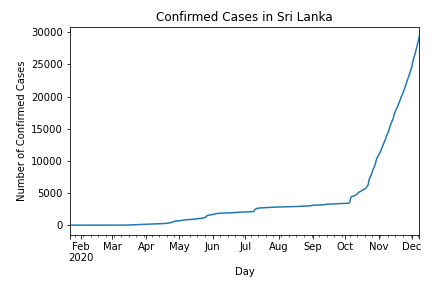 Confirmed Cases in Sri Lanka
Number of Confirmed Cases
30000
25000
20000
15000
10000
5000
0
Feb Mar Apr May Jun Jul Aug Sep Oct Nov Dec
2020
Day